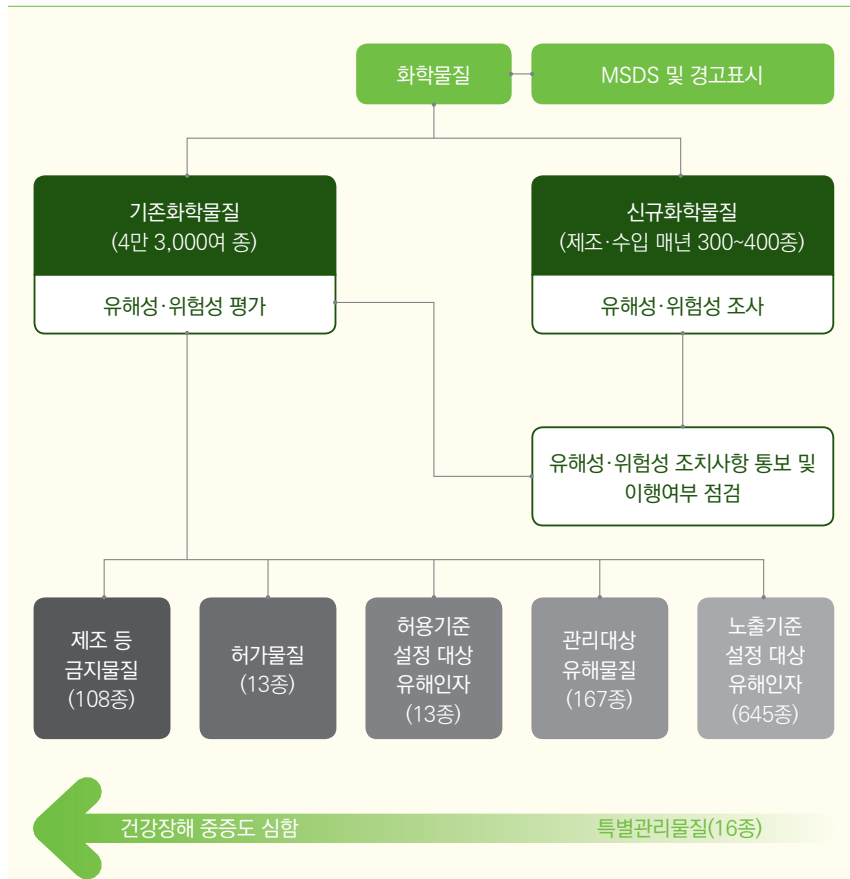 화학물질
MSDS 및 경고표시
기존화학물질
(4만 3,000여 종)
유해성·위험성 평가
신규화학물질
(제조·수입 매년 300~400종)
유해성·위험성 조사
유해성·위험성 조치사항 통보 및
이행여부 점검
제조 등
금지물질
(108종)
허가물질
(13종)
허용기준
설정 대상
유해인자
(13종)
관리대상
유해물질
(167종)
노출기준
설정 대상
유해인자
(645종)
건강장해 중증도 심함
특별관리물질(16종)